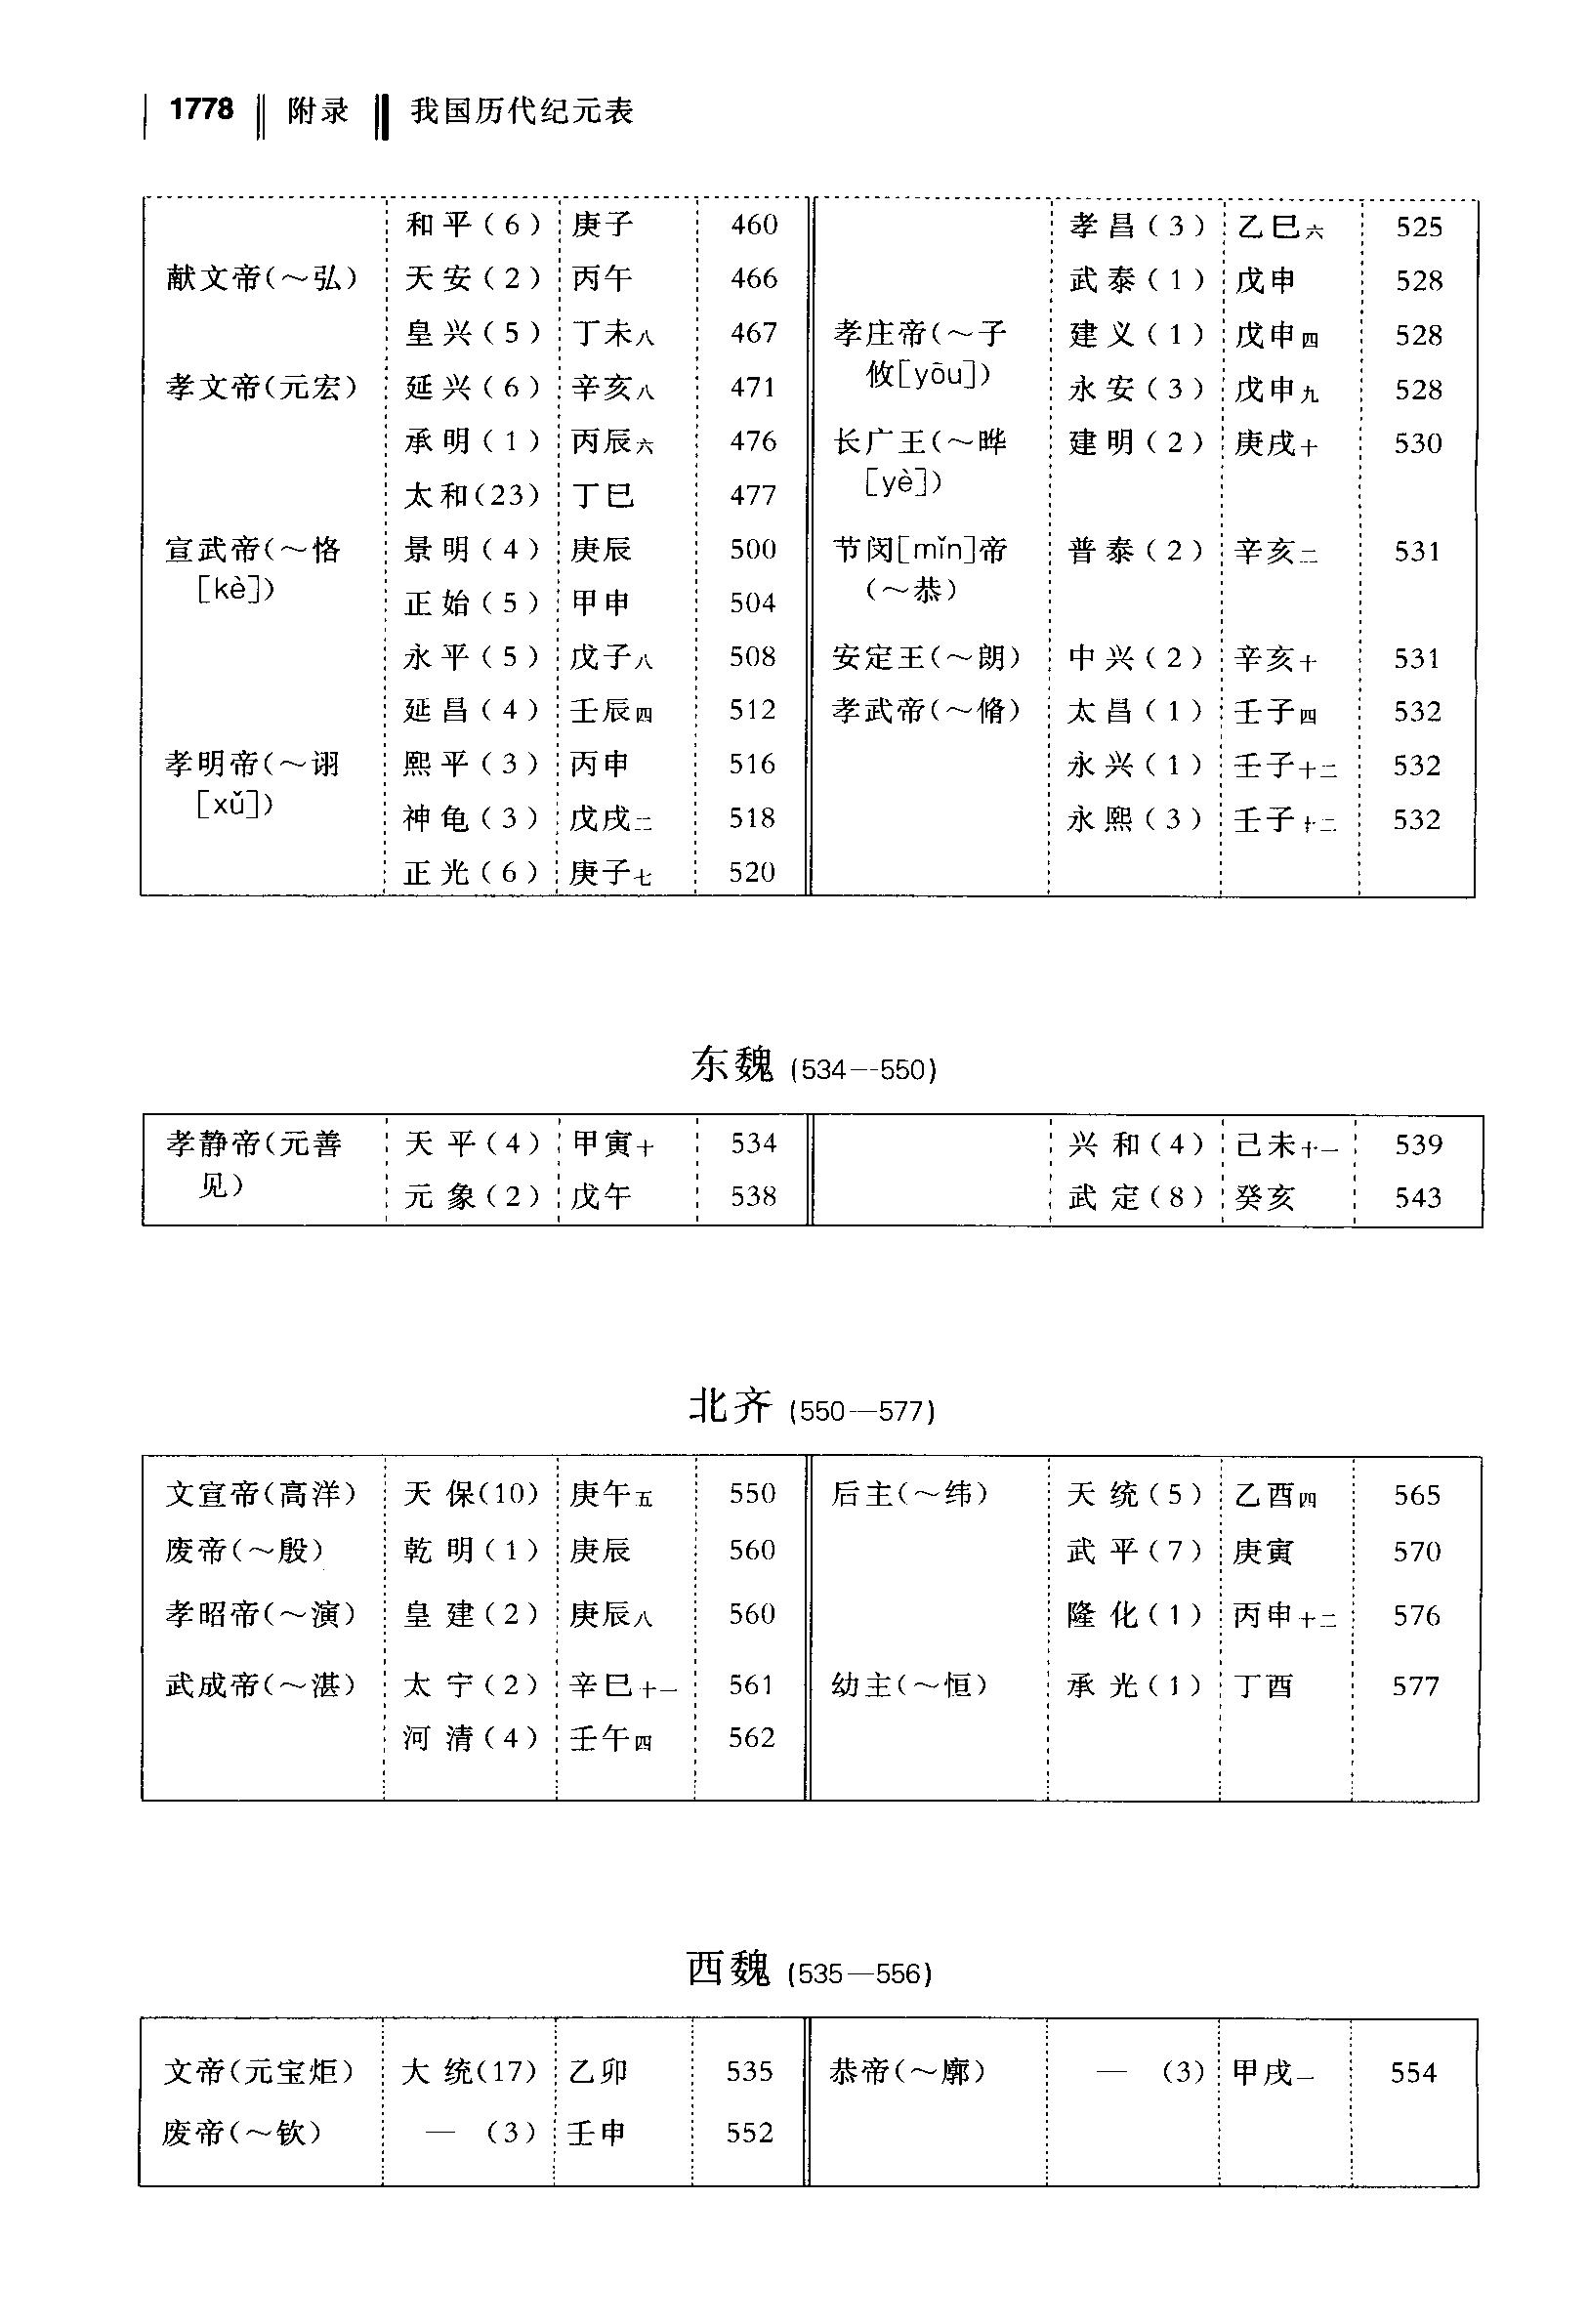 1778 附录 我国历代纪元表
和平(6) 庚子 460
献文帝(～弘) 天安(2) 丙午 466
皇兴(5) 丁未八 467
孝文帝(元宏) 延兴(6) 辛亥八 471
承明(1) 丙辰六 476
太和(23) 丁巳 477
宣武帝(～恪 景明(4) 庚辰 500
[kè]) 正始(5) 甲申 504
永平(5) 戊子八 508
延昌(4) 壬辰四 512
孝明帝(～诩 熙平(3) 丙申 516
[xǔ]) 神龟(3) 戊戌二 518
正光(6) 庚子七 520
孝昌(3) 乙巳六 525
武泰(1) 戊申 528
孝庄帝(～子 建义(1) 戊申四 528
攸[yōu]) 永安(3) 戊申九 528
长广王(～晔 建明(2) 庚戌十 530
[yè])
节闵[mǐn]帝 普泰(2) 辛亥二 531
(～恭)
安定王(～朗) 中兴(2) 辛亥十 531
孝武帝(～脩) 太昌(1) 壬子四 532
永兴(1) 壬子十二 532
永熙(3) 壬子十二 532
东魏 (534—550)
孝静帝(元善 天平(4) 甲寅十 534
见) 元象(2) 戊午 538
兴和(4) 己未十一 539
武定(8) 癸亥 543
北齐 (550—577)
文宣帝(高洋) 天保(10) 庚午五 550
废帝(～殷) 乾明(1) 庚辰 560
孝昭帝(～演) 皇建(2) 庚辰八 560
武成帝(～湛) 太宁(2) 辛巳十一 561
河清(4) 壬午四 562
后主(～纬) 天统(5) 乙酉四 565
武平(7) 庚寅 570
隆化(1) 丙申十二 576
幼主(～恒) 承光(1) 丁酉 577
西魏 (535—556)
文帝(元宝炬) 大统(17) 乙卯 535
废帝(～钦) — (3) 壬申 552
恭帝(～廓) — (3) 甲戌一 554